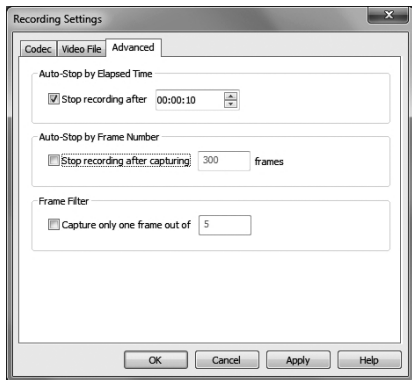 Recording Settings
Codec Video File Advanced
Auto-Stop by Elapsed Time
Stop recording after 00:00:10
Auto-Stop by Frame Number
Stop recording after capturing 300 frames
Frame Filter
Capture only one frame out of 5
OK Cancel Apply Help